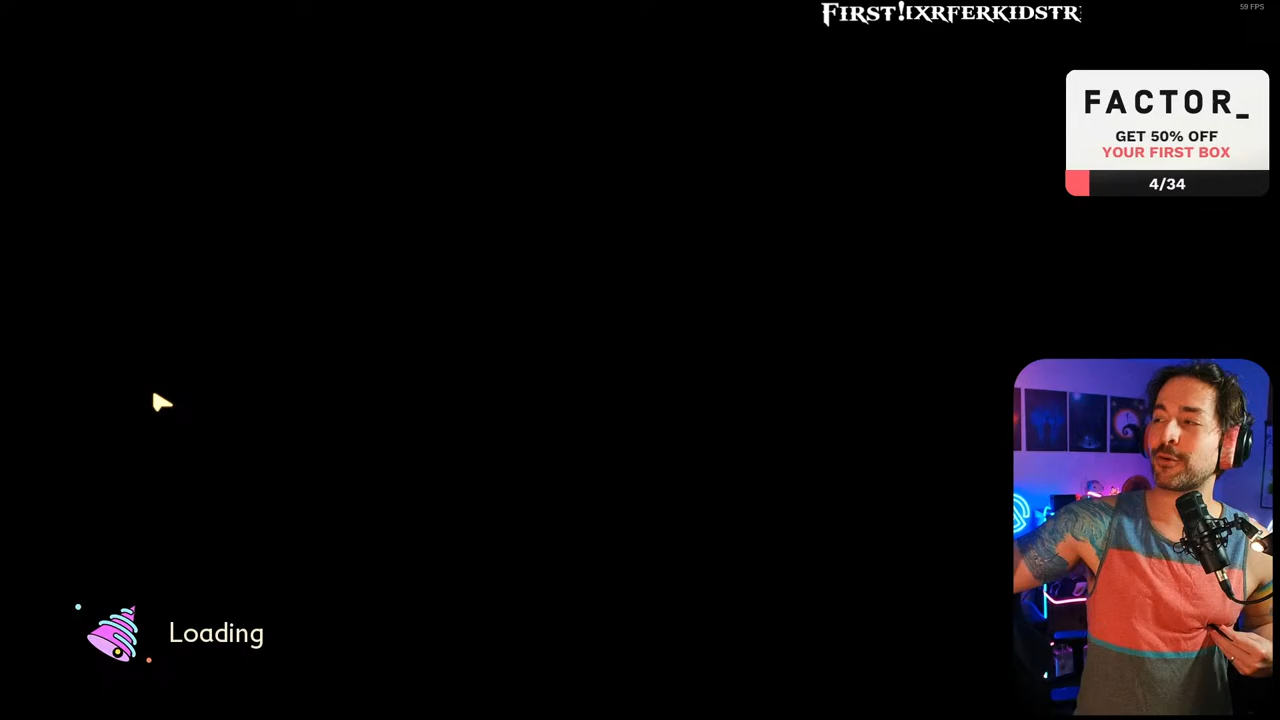 First!IXRFERKIDSTR
59 FPS
FACTOR_
GET 50% OFF
YOUR FIRST BOX
4/34
Loading